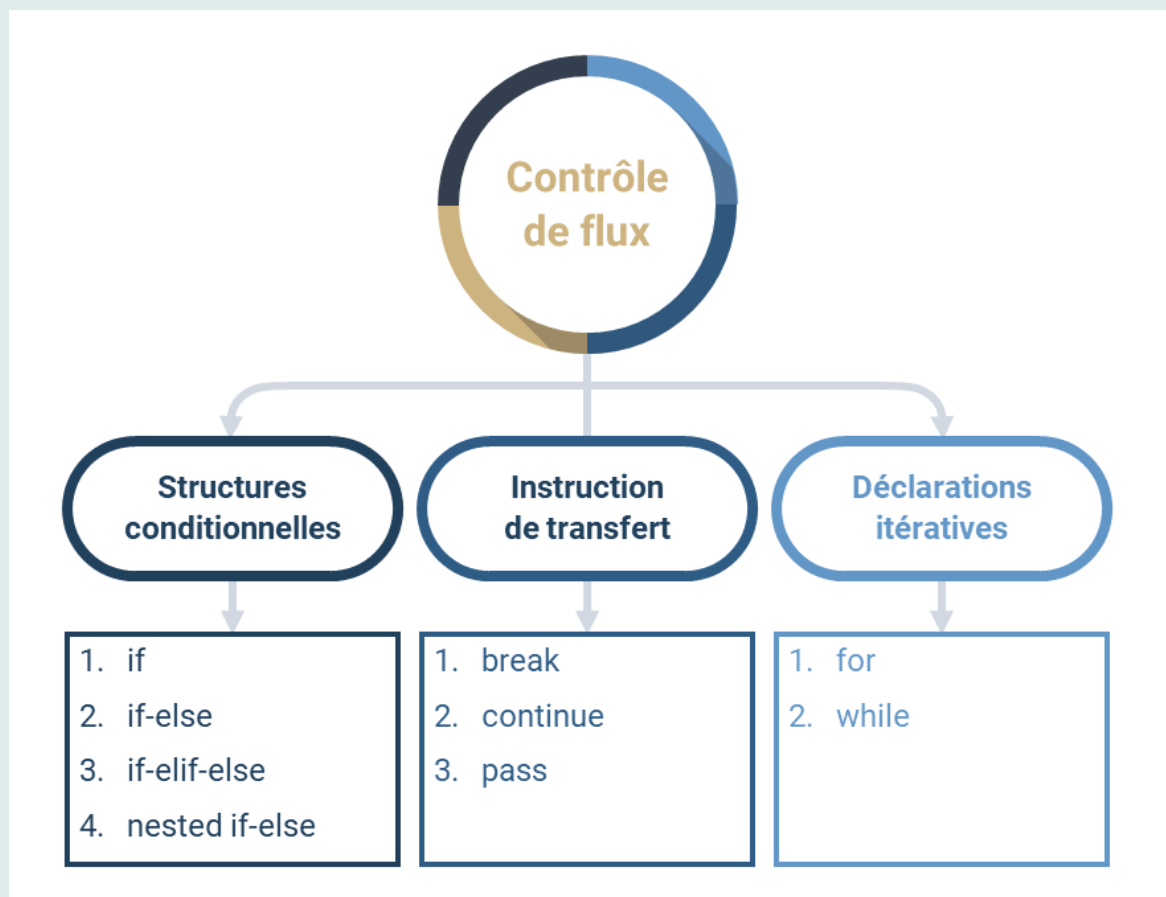 Contrôle
de flux
Structures
conditionnelles
Instruction
de transfert
Déclarations
itératives
1. if
2. if-else
3. if-elif-else
4. nested if-else
1. break
2. continue
3. pass
1. for
2. while